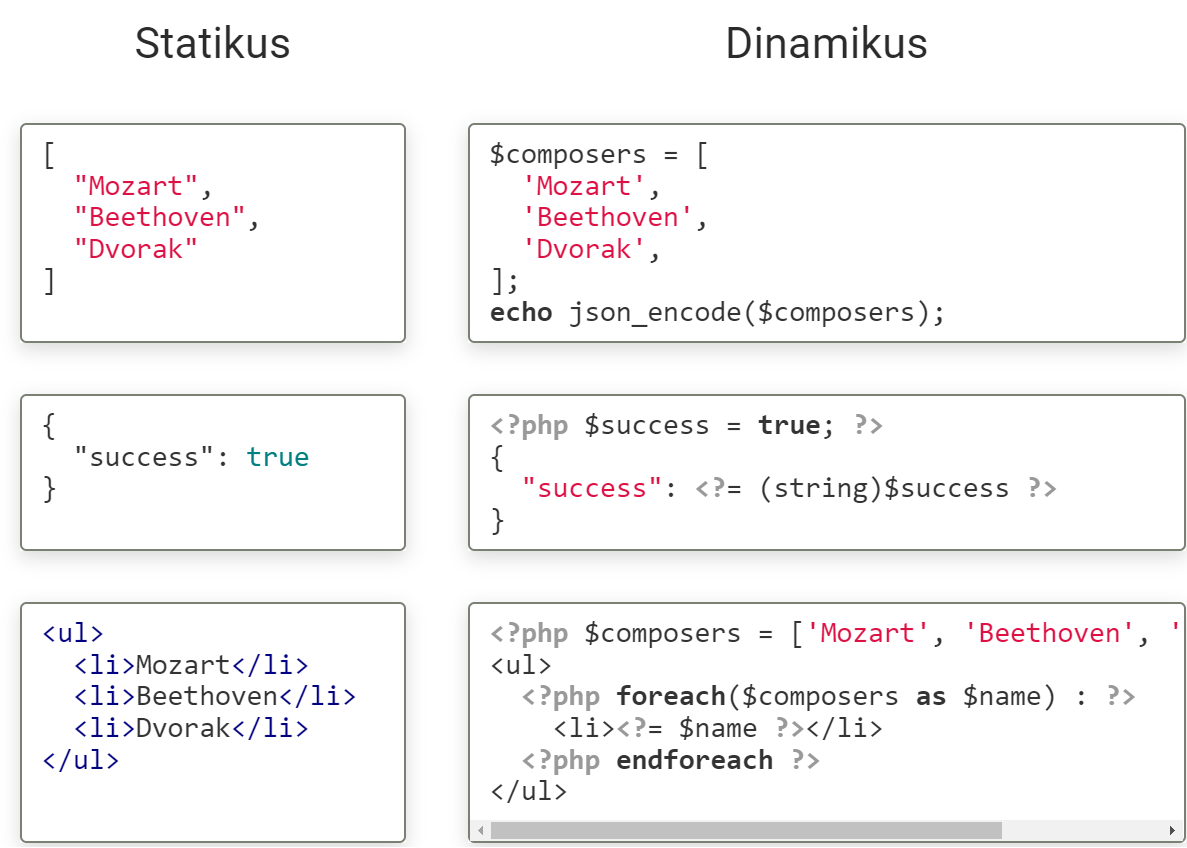 Statikus
Dinamikus
[
  "Mozart",
  "Beethoven",
  "Dvorak"
]
$composers = [
  'Mozart',
  'Beethoven',
  'Dvorak',
];
echo json_encode($composers);
{
  "success": true
}
<?php $success = true; ?>
{
  "success": <?= (string)$success ?>
}
<ul>
  <li>Mozart</li>
  <li>Beethoven</li>
  <li>Dvorak</li>
</ul>
<?php $composers = ['Mozart', 'Beethoven', '
<ul>
  <?php foreach($composers as $name) : ?>
    <li><?= $name ?></li>
  <?php endforeach ?>
</ul>